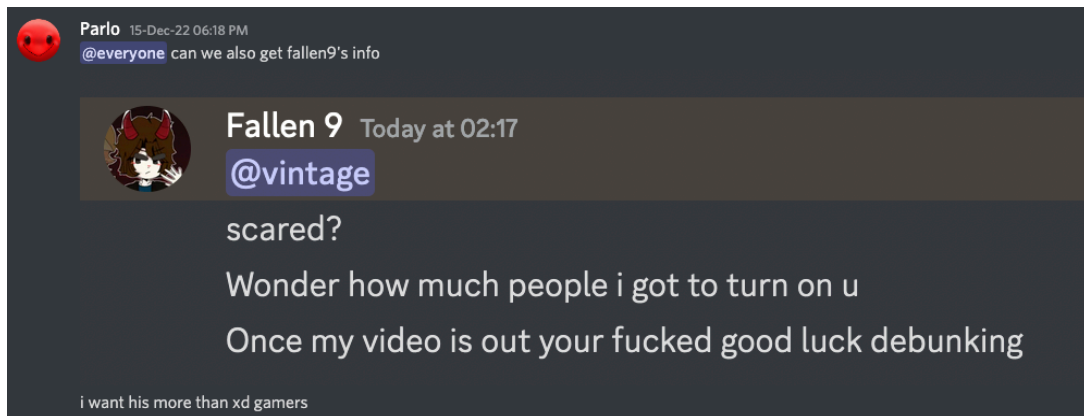 Parlo 15-Dec-22 06:18 PM
@everyone can we also get fallen9's info
Fallen 9 Today at 02:17
@vintage
scared?
Wonder how much people i got to turn on u
Once my video is out your fucked good luck debunking
i want his more than xd gamers